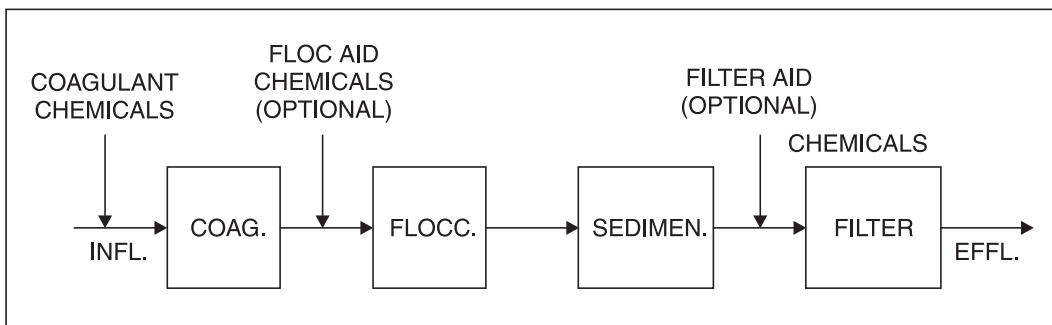 COAGULANT
CHEMICALS
FLOC AID
CHEMICALS
(OPTIONAL)
FILTER AID
(OPTIONAL)
CHEMICALS
INFL.
COAG.
FLOCC.
SEDIMEN.
FILTER
EFFL.